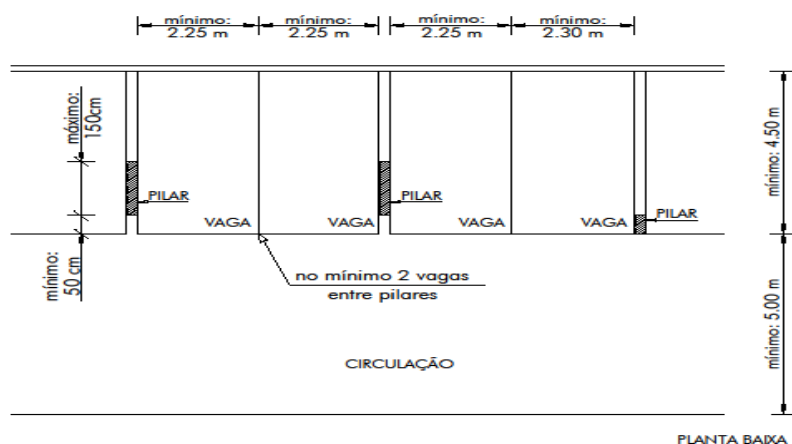 mínimo:
2.25 m
mínimo:
2.25 m
mínimo:
2.25 m
mínimo:
2.30 m
máximo:
150cm
mínimo: 4.50 m
PILAR
PILAR
PILAR
VAGA
VAGA
VAGA
VAGA
mínimo:
50 cm
no mínimo 2 vagas
entre pilares
mínimo: 5.00 m
CIRCULAÇÃO
PLANTA BAIXA